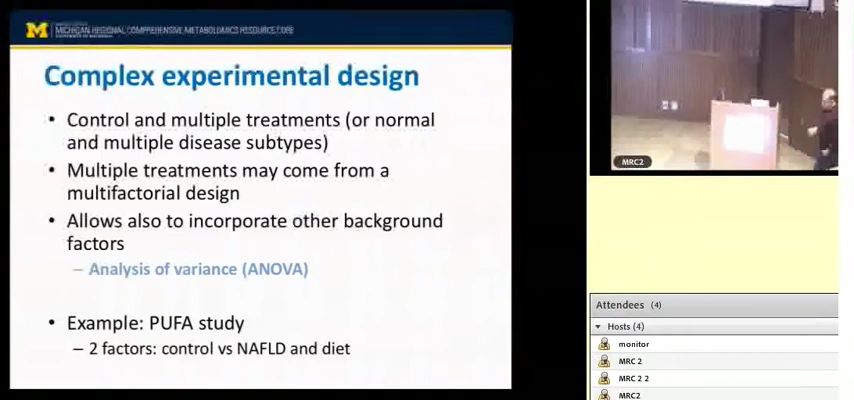 M
MICHIGAN REGIONAL COMPREHENSIVE METABOLOMICS RESOURCE CORE
Complex experimental design
• Control and multiple treatments (or normal
and multiple disease subtypes)
• Multiple treatments may come from a
multifactorial design
• Allows also to incorporate other background
factors
– Analysis of variance (ANOVA)
• Example: PUFA study
– 2 factors: control vs NAFLD and diet
MRC2
Attendees (4)
Hosts (4)
monitor
MRC 2
MRC 2 2
MRC2